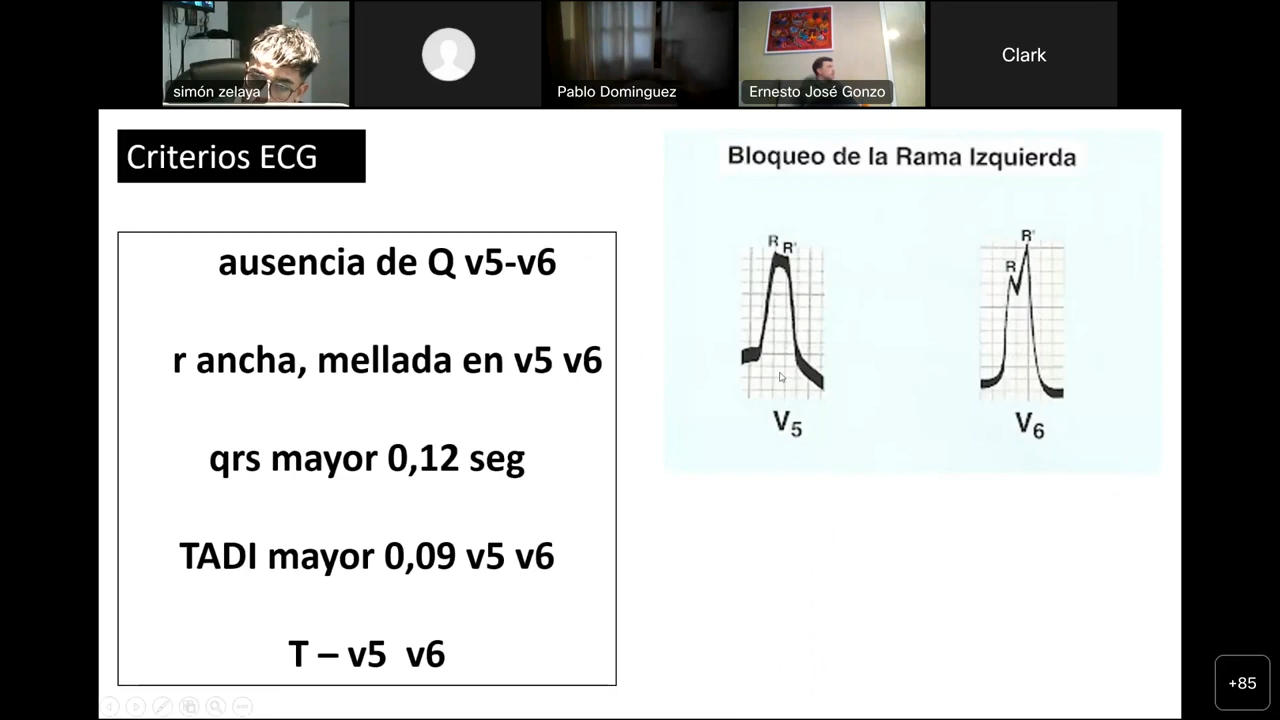 simón zelaya
Pablo Dominguez
Ernesto José Gonzo
Clark
Criterios ECG
ausencia de Q v5-v6
r ancha, mellada en v5 v6
qrs mayor 0,12 seg
TADI mayor 0,09 v5 v6
T – v5 v6
Bloqueo de la Rama Izquierda
R R'
R R'
V5
V6
+85